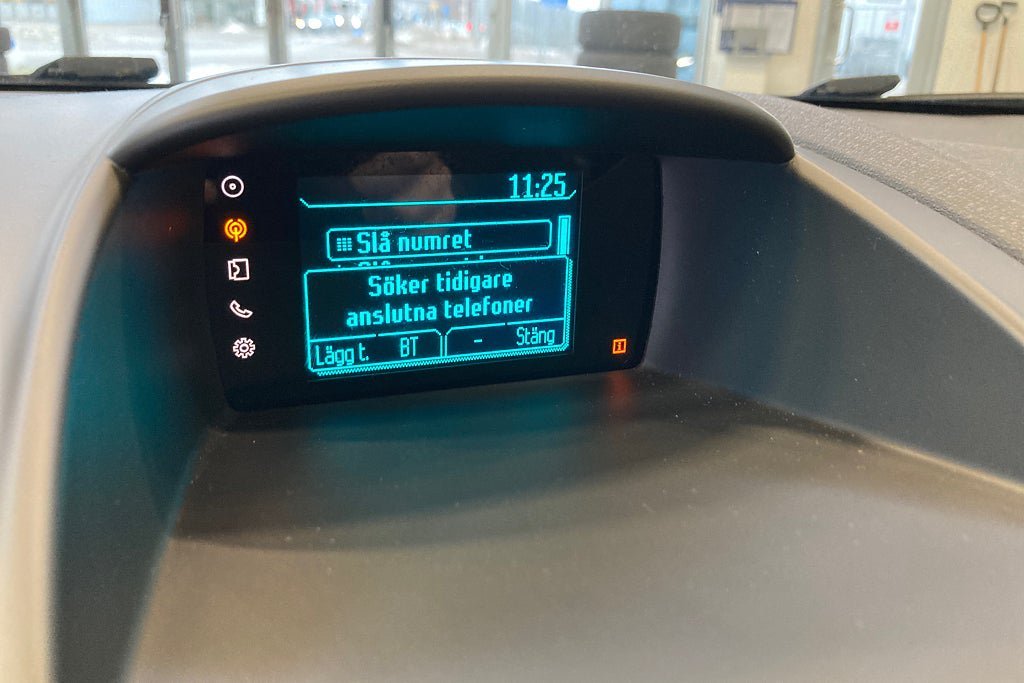 11:25
Slå numret
Söker tidigare
anslutna telefoner
Lägg t. BT - Stäng